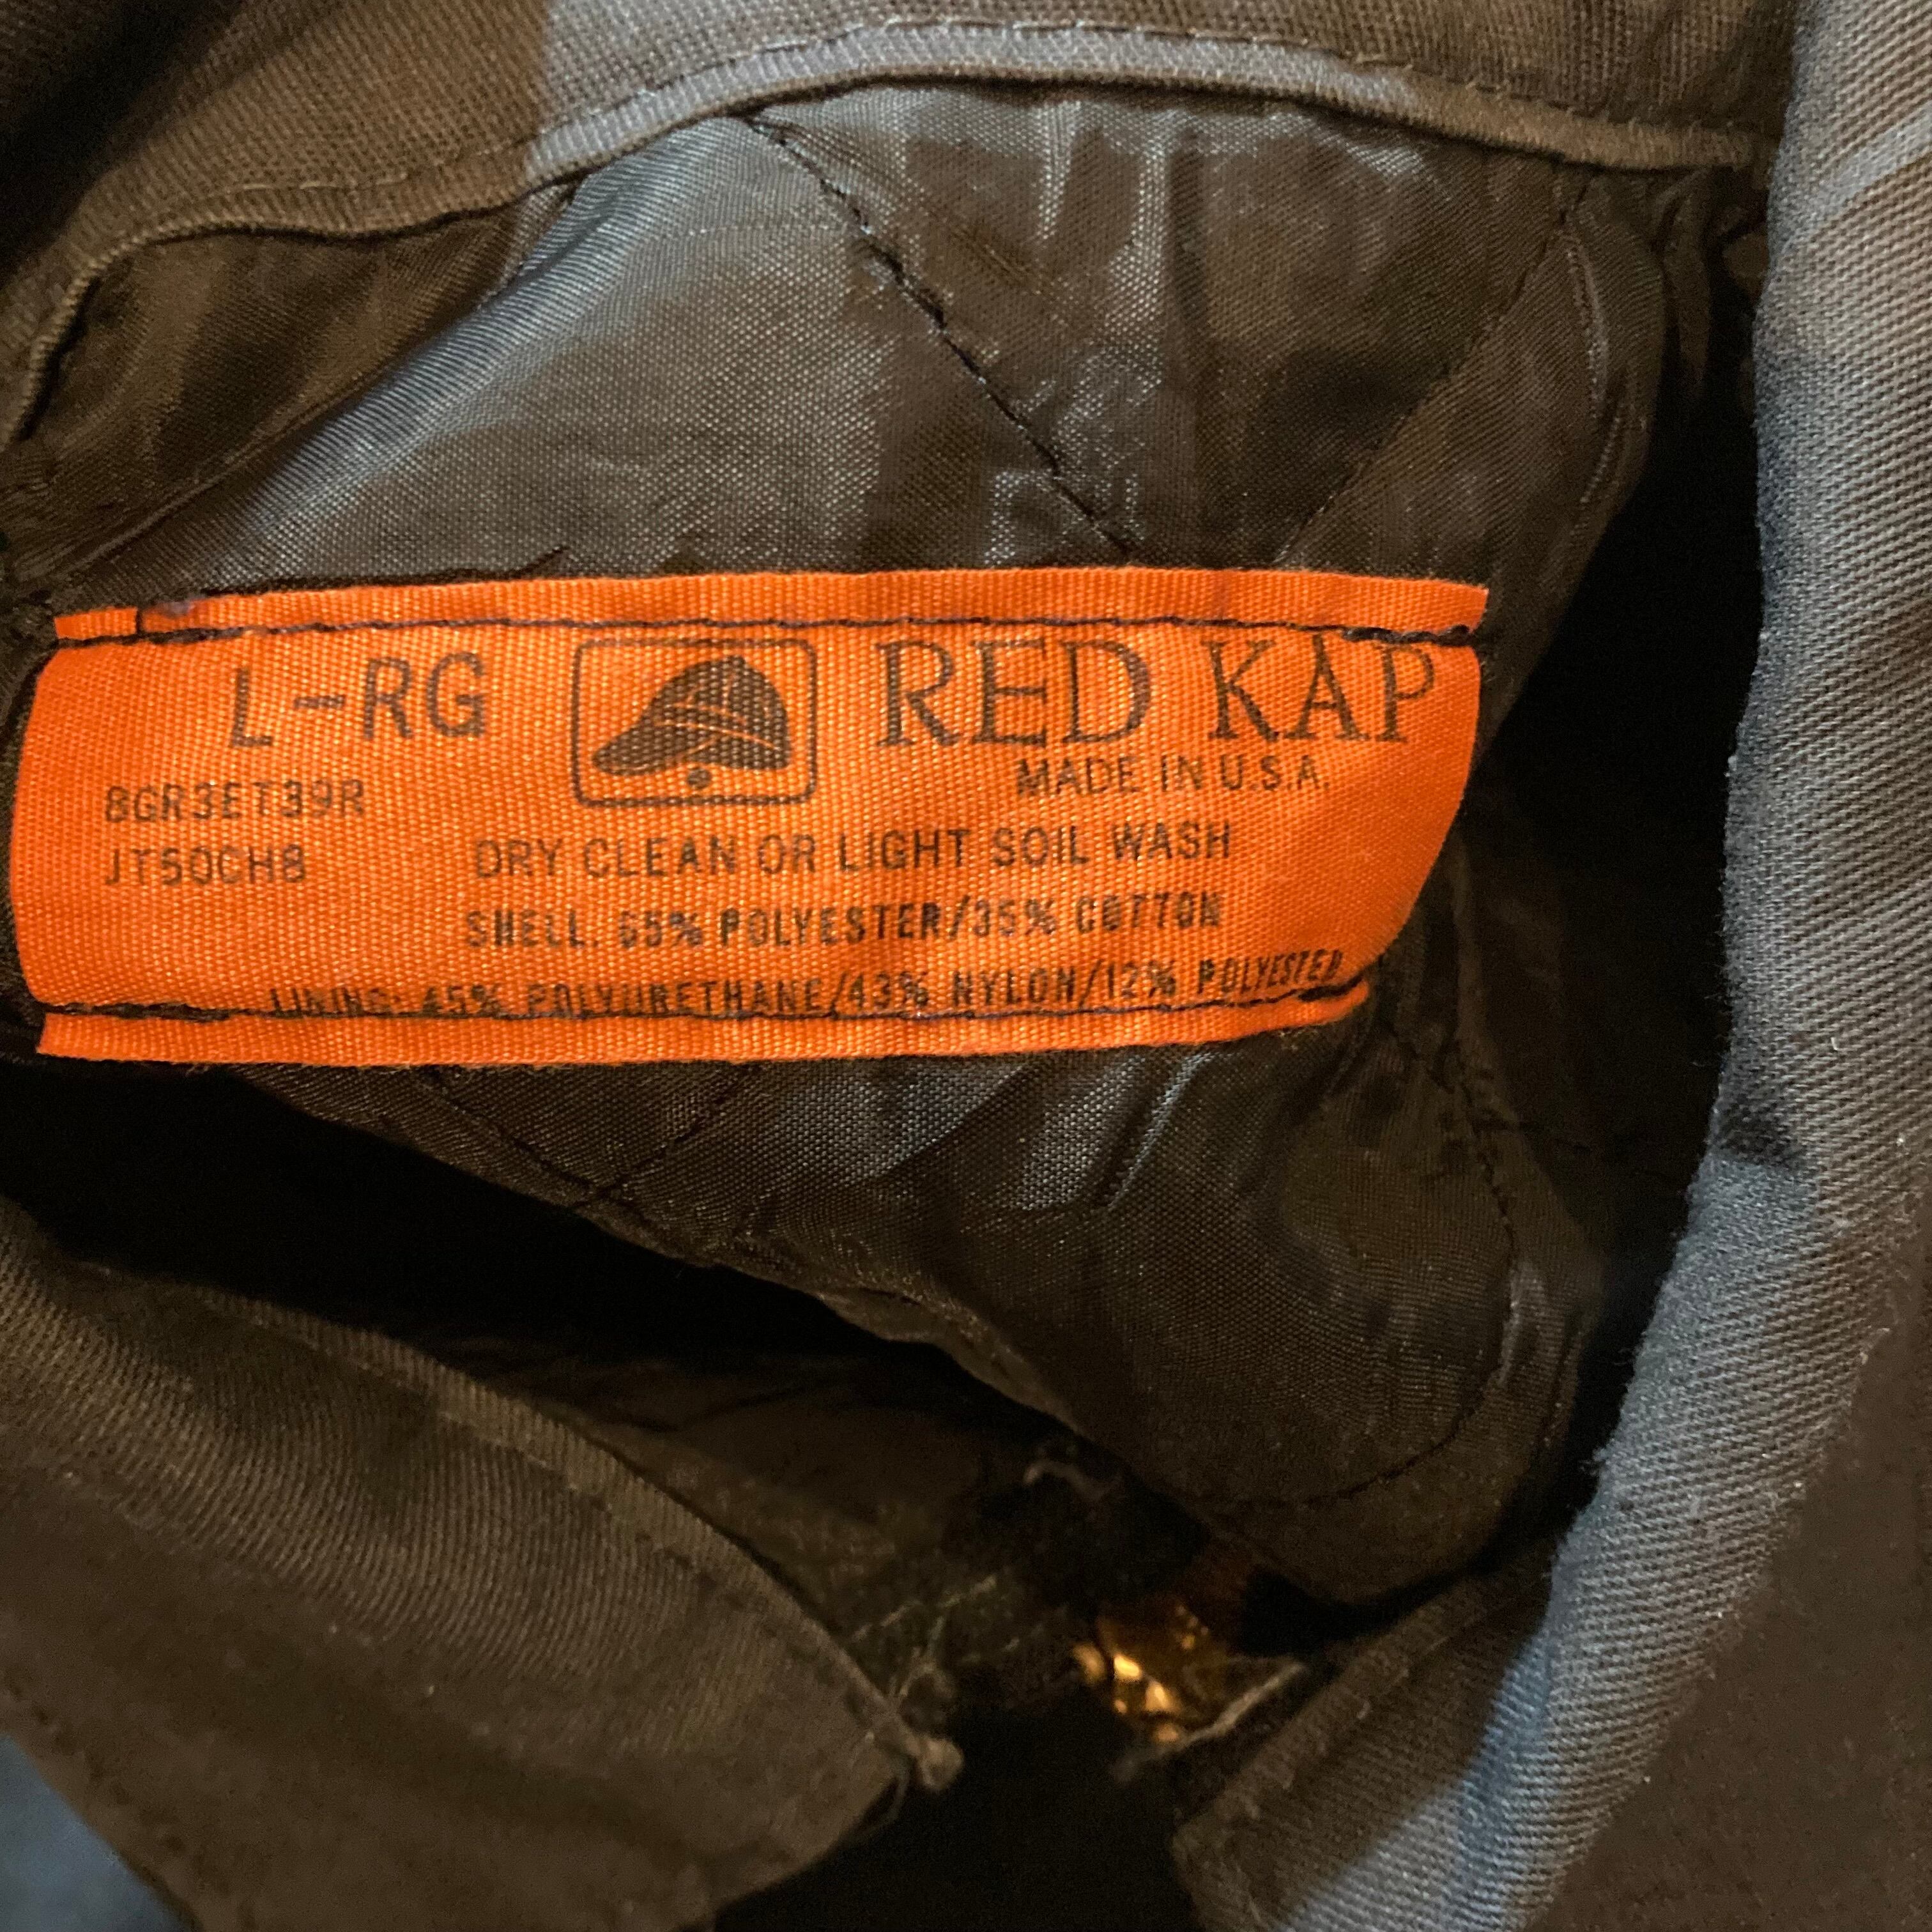 L-RG RED KAP
MADE IN U.S.A.
8GR3ET39R
JT50CH8
DRY CLEAN OR LIGHT SOIL WASH
SHELL: 65% POLYESTER/35% COTTON
LINING: 45% POLYURETHANE/43% NYLON/12% POLYESTER